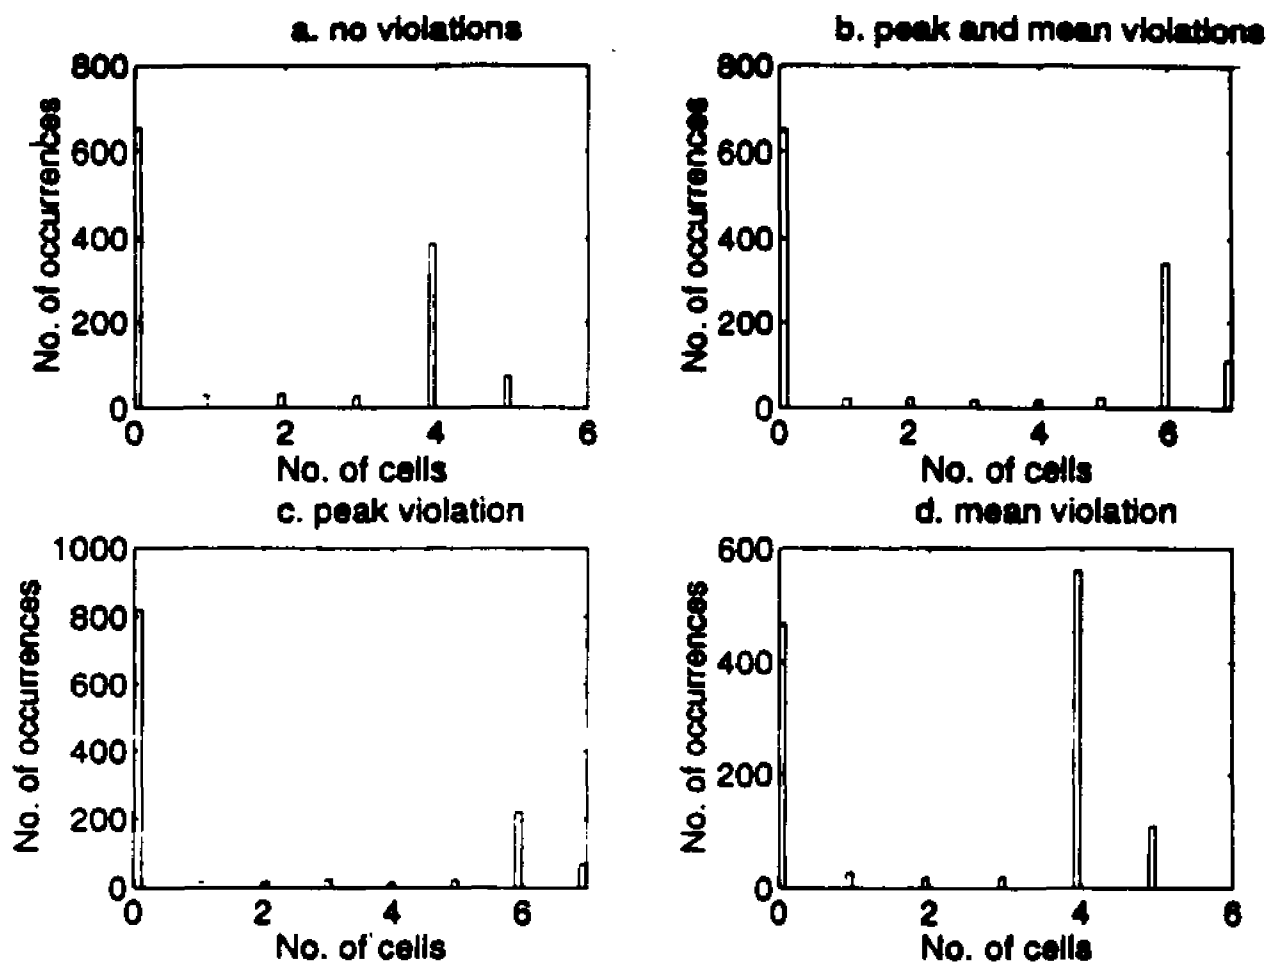 a. no violations
800
600
400
200
0
0 2 4 6
No. of occurrences
No. of cells
b. peak and mean violations
800
600
400
200
0
0 2 4 6
No. of occurrences
No. of cells
c. peak violation
1000
800
600
400
200
0
0 2 4 6
No. of occurrences
No. of cells
d. mean violation
600
400
200
0
0 2 4 6
No. of occurrences
No. of cells